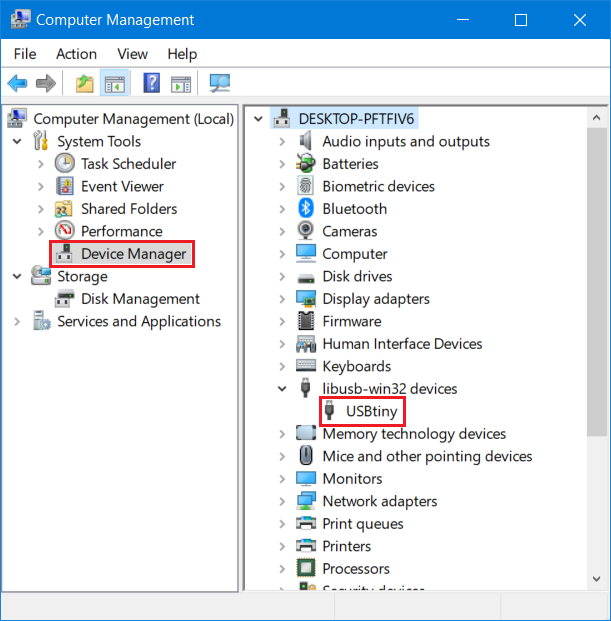 Computer Management
File Action View Help
Computer Management (Local)
System Tools
Task Scheduler
Event Viewer
Shared Folders
Performance
Device Manager
Storage
Disk Management
Services and Applications
DESKTOP-PFTFIV6
Audio inputs and outputs
Batteries
Biometric devices
Bluetooth
Cameras
Computer
Disk drives
Display adapters
Firmware
Human Interface Devices
Keyboards
libusb-win32 devices
USBtiny
Memory technology devices
Mice and other pointing devices
Monitors
Network adapters
Print queues
Printers
Processors
Security devices